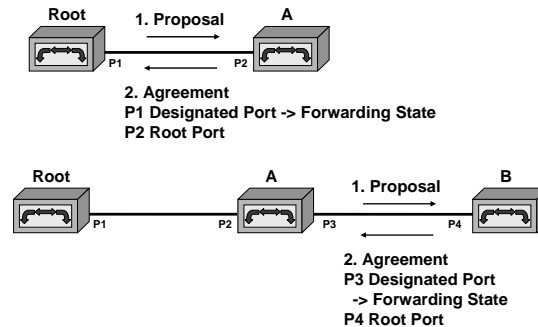 Root
1. Proposal
A
P1
P2
2. Agreement
P1 Designated Port -> Forwarding State
P2 Root Port
Root
A
1. Proposal
B
P1
P2
P3
P4
2. Agreement
P3 Designated Port
-> Forwarding State
P4 Root Port